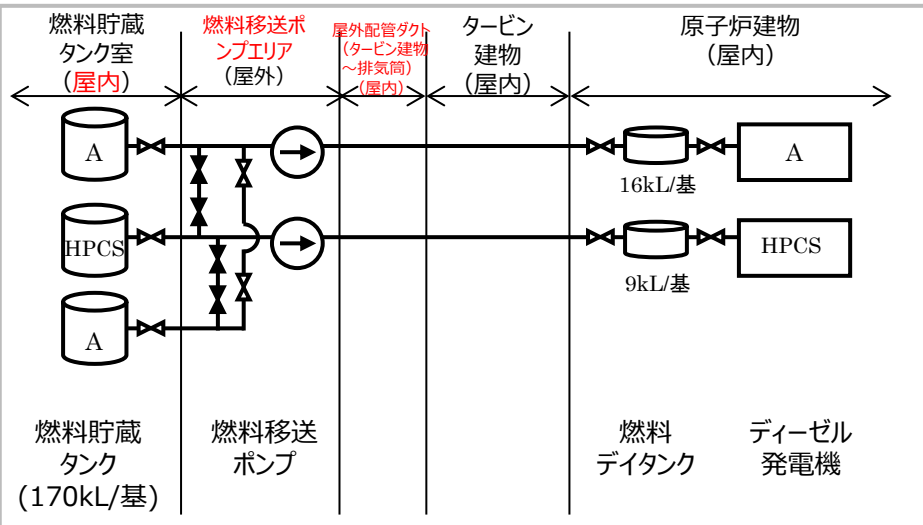 燃料貯蔵
タンク室
（屋内）
燃料移送ポ
ンプエリア
（屋外）
屋外配管ダクト
（タービン建物
～排気筒）
（屋内）
タービン
建物
（屋内）
原子炉建物
（屋内）
A
16kL/基
A
HPCS
9kL/基
HPCS
A
燃料貯蔵
タンク
(170kL/基)
燃料移送
ポンプ
燃料
デイタンク
ディーゼル
発電機